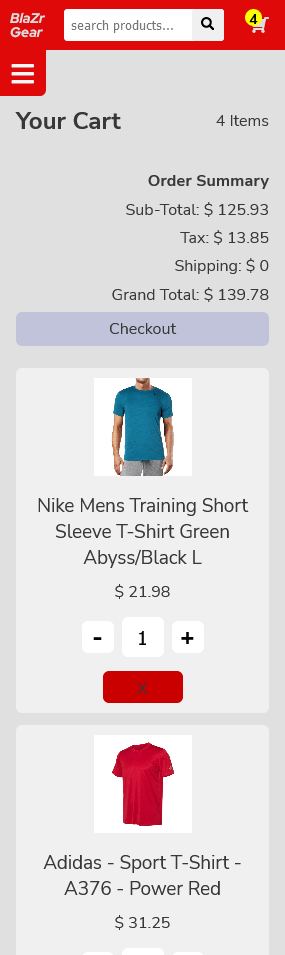 BlaZr
Gear
search products...
4
Your Cart
4 Items
Order Summary
Sub-Total: $ 125.93
Tax: $ 13.85
Shipping: $ 0
Grand Total: $ 139.78
Checkout
Nike Mens Training Short
Sleeve T-Shirt Green
Abyss/Black L
$ 21.98
- 1 +
X
Adidas - Sport T-Shirt -
A376 - Power Red
$ 31.25